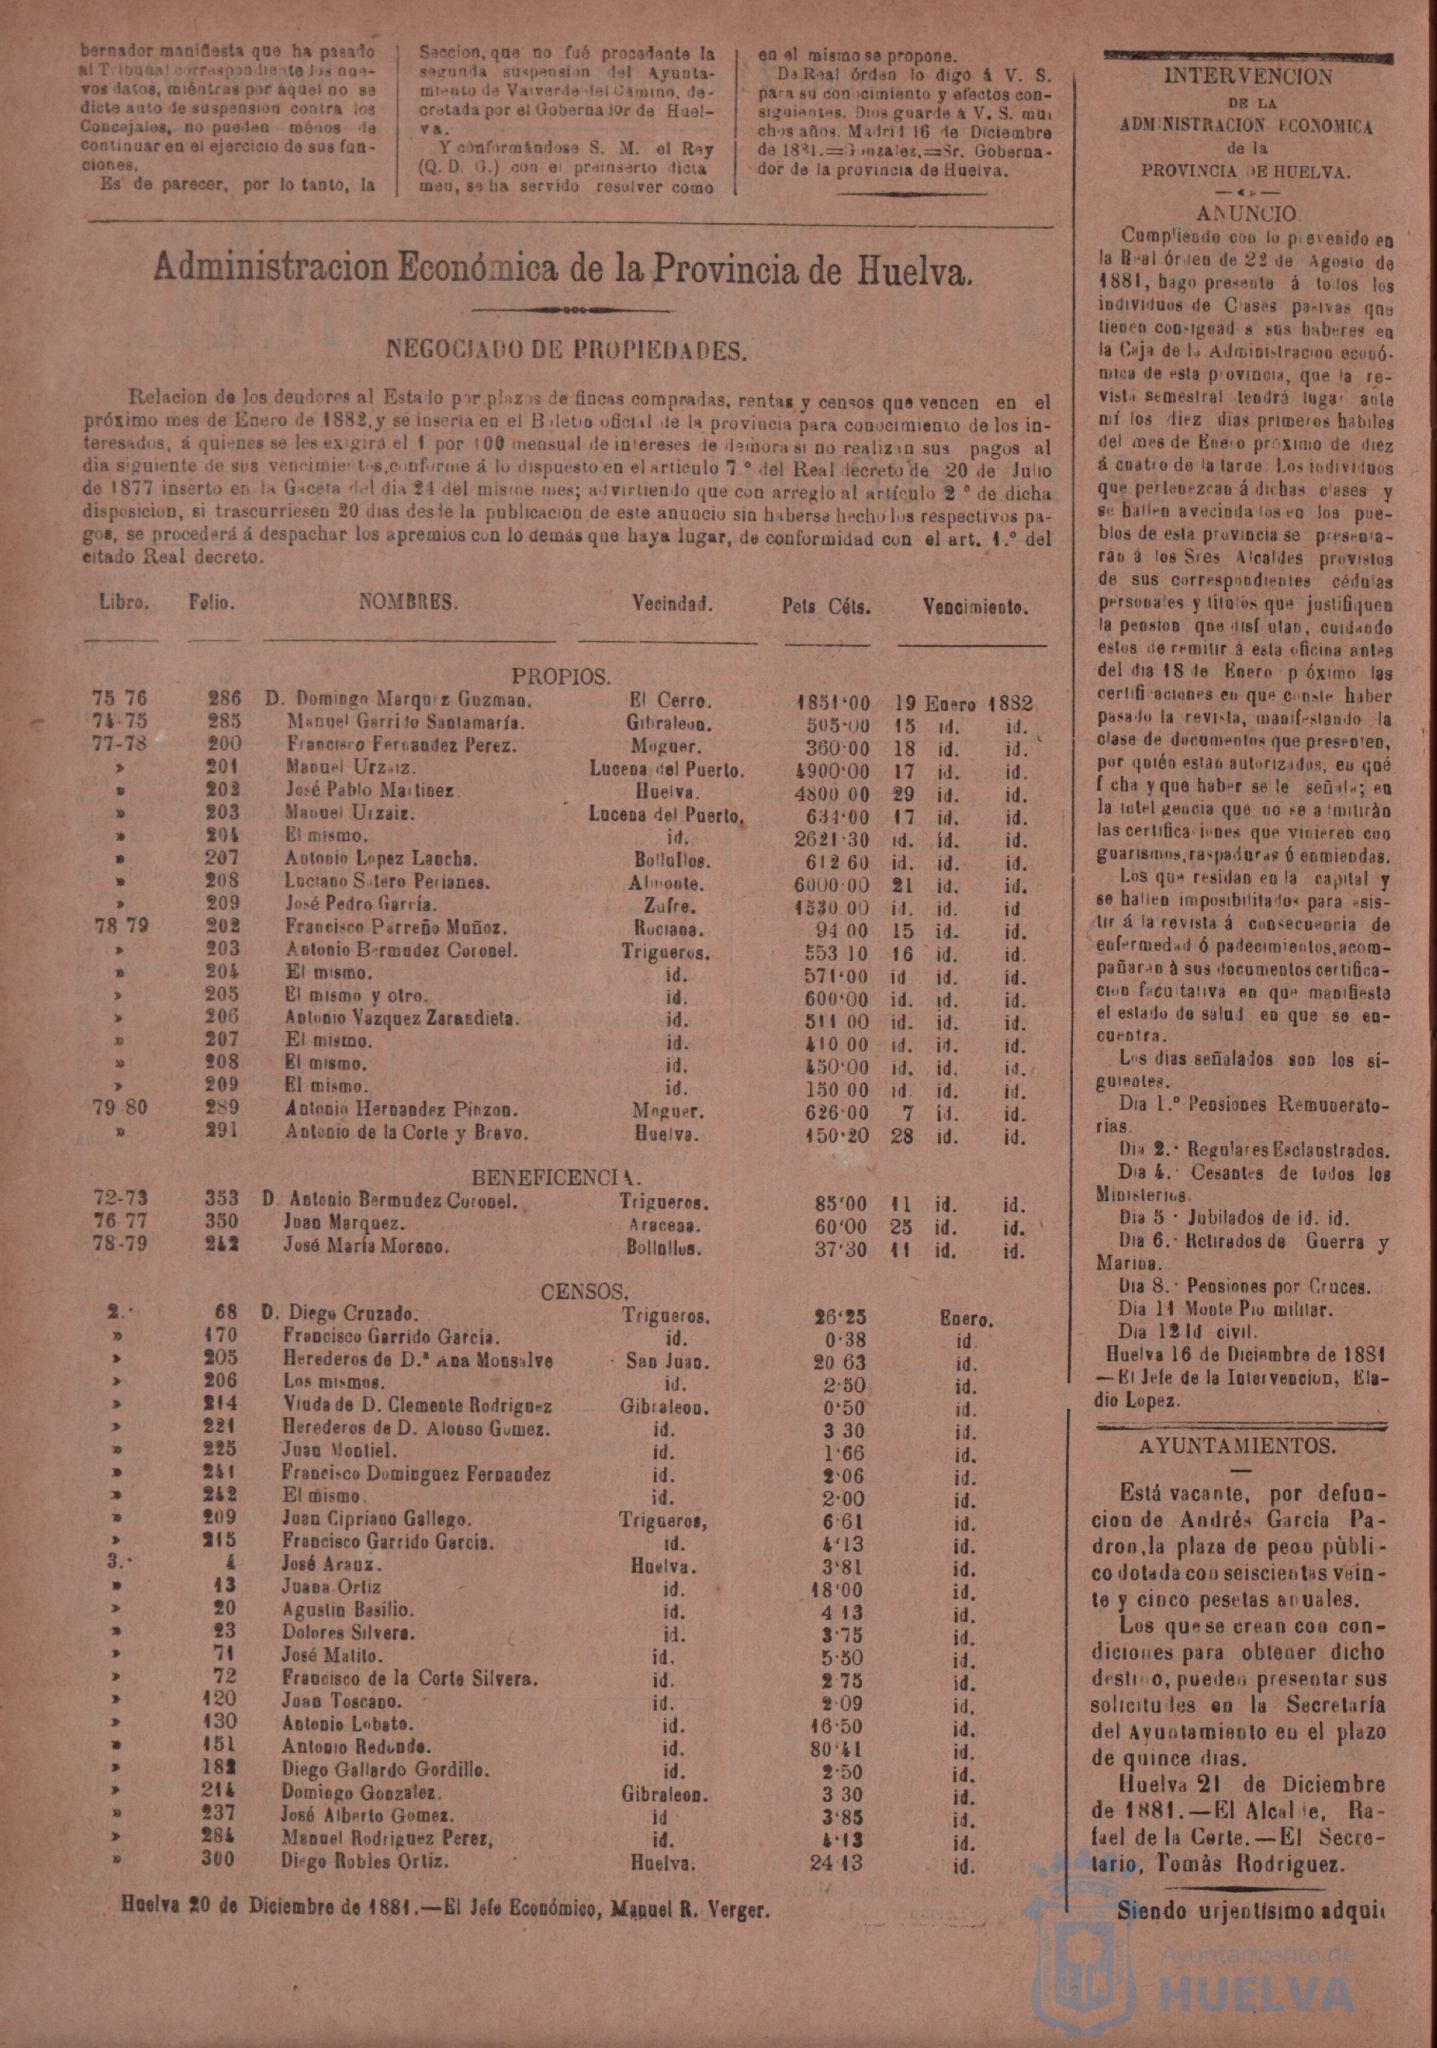 bernador manifiesta que ha pasado
al Tribunal correspondiente los nue-
vos datos, miéntras por aquel no se
dicte auto de suspension contra los
Concejales, no pueden ménos de
continuar en el ejercicio de sus fun-
ciones.
Es de parecer, por lo tanto, la
Seccion, que no fué procedente la
segunda suspension del Ayunta-
miento de Valverde del Camino, de-
cretada por el Gobernador de Huel-
va.
Y conformándose S. M. el Rey
(Q. D. G.) con el preinserto dicta
men, se ha servido resolver como
en el mismo se propone.
De Real órden lo digo á V. S.
para su conocimiento y efectos con-
siguientes. Dios guarde á V. S. mu
chos años. Madrid 16 de Diciembre
de 1881.=Gonzalez,=Sr. Goberna-
dor de la provincia de Huelva.
Administracion Económica de la Provincia de Huelva.
NEGOCIADO DE PROPIEDADES.
Relacion de los deudores al Estado por plazos de fincas compradas, rentas y censos que vencen en el
próximo mes de Enero de 1882, y se inserta en el Boletin oficial de la provincia para conocimiento de los in-
teresados, á quienes se les exigirá el 1 por 100 mensual de intereses de demora si no realizan sus pagos al
dia siguiente de sus vencimientos, conforme á lo dispuesto en el articulo 7.º del Real decreto de 20 de Julio
de 1877 inserto en la Gaceta del dia 24 del misme mes; advirtiendo que con arreglo al artículo 2 º de dicha
disposicion, si trascurriesen 20 dias desde la publicacion de este anuncio sin haberse hecho los respectivos pa-
gos, se procederá á despachar los apremios con lo demás que haya lugar, de conformidad con el art. 1.º del
citado Real decreto.
Libro. Folio. NOMBRES. Vecindad. Pets Céts. Vencimiento.
PROPIOS.
75 76 286 D. Domingo Marquez Guzman. El Cerro. 1851'00 19 Enero 1882
74-75 285 Manuel Garrido Santamaría. Gibraleon. 505·00 15 id. id.
77-78 200 Francisco Fernandez Perez. Moguer. 360·00 18 id. id.
» 201 Manuel Urzaiz. Lucena del Puerto. 4900'00 17 id. id.
» 202 José Pablo Martinez. Huelva. 4800 00 29 id. id.
» 203 Manuel Urzaiz. Lucena del Puerto, 634·00 17 id. id.
» 204 El mismo. id. 2621·30 id. id. id.
» 207 Antonio Lopez Lancha. Bollullos. 612 60 id. id. id.
» 208 Luciano Sotero Perianes. Almonte. 6000·00 21 id. id.
» 209 José Pedro García. Zufre. 1530 00 id. id. id
78 79 202 Francisco Parreño Muñoz. Rociana. 94 00 15 id. id.
» 203 Antonio Bermudez Coronel. Trigueros. 553 10 16 id. id.
» 204 El mismo. id. 571'00 id id. id.
» 205 El mismo y otro. id. 600'00 id. id. id.
» 206 Antonio Vazquez Zarandieta. id. 511 00 id. id. id.
» 207 El mismo. id. 410 00 id. id. id.
» 208 El mismo. id. 450'00 id. id. id.
» 209 El mismo. id. 150 00 id. id. id.
79 80 289 Antonio Hernandez Pinzon. Moguer. 626·00 7 id. id.
» 291 Antonio de la Corte y Bravo. Huelva. 150·20 28 id. id.
BENEFICENCIA.
72-73 353 D. Antonio Bermudez Coronel. Trigueros. 85'00 11 id. id.
76 77 350 Juan Marquez. Aracena. 60'00 25 id. id.
78-79 242 José María Moreno. Bollullos. 37'30 11 id. id.
CENSOS.
2.· 68 D. Diego Cruzado. Trigueros. 26'25 Enero.
» 170 Francisco Garrido García. id. 0·38 id
» 205 Herederos de D.ª Ana Monsalve San Juan. 20 63 id.
» 206 Los mismos. id. 2·50 id.
» 214 Viuda de D. Clemente Rodriguez Gibraleon. 0'50 id.
» 221 Herederos de D. Alonso Gomez. id. 3 30 id.
» 225 Juan Montiel. id. 1·66 id.
» 241 Francisco Dominguez Fernandez id. 2·06 id.
» 242 El mismo. id. 2·00 id.
» 209 Juan Cipriano Gallego. Trigueros, 6·61 id.
» 215 Francisco Garrido García. id. 4'13 id.
3.· 4 José Arauz. Huelva. 3'81 id.
» 13 Juana Ortiz id. 18'00 id.
» 20 Agustin Basilio. id. 4 13 id.
» 23 Dolores Silvera. id. 3·75 id.
» 71 José Matito. id. 5·50 id.
» 72 Francisco de la Corte Silvera. id. 2·75 id.
» 120 Joan Toscano. id. 2·09 id.
» 130 Antonio Lobato. id. 16·50 id.
» 151 Antonio Redondo. id. 80'41 id.
» 182 Diego Gallardo Gordillo. id. 2·50 id.
» 214 Domingo Gonzalez. Gibraleon. 3 30 id.
» 237 José Alberto Gomez. id 3'85 id.
» 284 Manuel Rodriguez Perez, id. 4·13 id.
» 300 Diego Robles Ortiz. Huelva. 24 13 id.
Huelva 20 de Diciembre de 1881.—El Jefe Económico, Manuel R. Verger.
INTERVENCION
DE LA
ADMINISTRACION ECONOMICA
de la
PROVINCIA DE HUELVA.
ANUNCIO
Cumpliendo con lo prevenido en
la Real órden de 22 de Agosto de
1881, hago presente á todos los
individuos de Clases pasivas que
tienen consignados sus haberes en
la Caja de la Administracion econó-
mica de esta provincia, que la re-
vista semestral tendrá lugar ante
mí los diez dias primeros habiles
del mes de Enero próximo de diez
á cuatro de la tarde. Los individuos
que pertenezcan á dichas clases y
se hallen avecindados en los pue-
blos de esta provincia se presenta-
rán á los Sres Alcaldes provistos
de sus correspondientes cédulas
personales y títulos que justifiquen
la pension que disfrutan, cuidando
estos de remitir á esta oficina antes
del dia 18 de Enero próximo las
certificaciones en que conste haber
pasado la revista, manifestando la
clase de documentos que presenten,
por quién estan autorizados, en qué
fecha y que haber se le señala; en
la inteligencia que no se admitirán
las certificaciones que vinieren con
guarismos, raspaduras ó enmiendas.
Los que residan en la capital y
se hallen imposibilitados para asis-
tir á la revista á consecuencia de
enfermedad ó padecimientos, acom-
pañaran à sus documentos certifica-
cion facultativa en que manifieste
el estado de salud en que se en-
cuentra.
Los dias señalados son los si-
guientes.
Dia 1.º Pensiones Remunerato-
rias.
Dia 2.· Regulares Esclaustrados.
Dia 4.· Cesantes de todos los
Ministerios.
Dia 5 · Jubilados de id. id.
Dia 6.· Retirados de Guerra y
Marina.
Dia 8.· Pensiones por Cruces.
Dia 11 Monte Pio militar.
Dia 12 Id civil.
Huelva 16 de Diciembre de 1881
—El Jefe de la Intervencion, Ela-
dio Lopez.
AYUNTAMIENTOS.
Está vacante, por defun-
cion de Andrés Garcia Pa-
dron, la plaza de peon públi-
co dotada con seiscientas vein-
te y cinco pesetas anuales.
Los que se crean con con-
diciones para obtener dicho
destino, pueden presentar sus
solicitudes en la Secretaría
del Ayuntamiento en el plazo
de quince dias.
Huelva 21 de Diciembre
de 1881.—El Alcalde, Ra-
fael de la Corte.—El Secre-
tario, Tomàs Rodriguez.
Siendo urjentísimo adqui
Ayuntamiento de
HUELVA